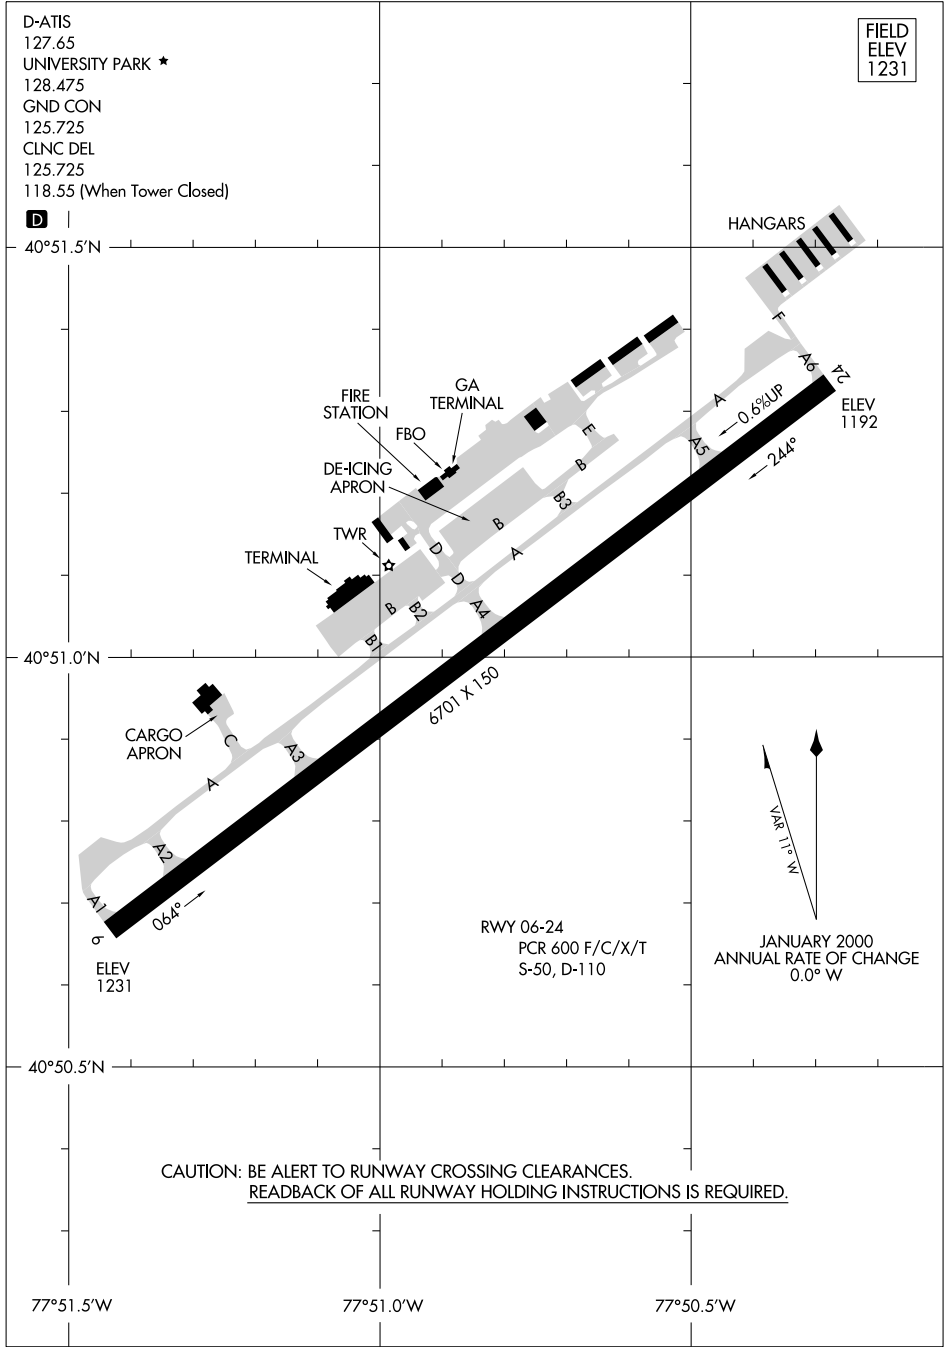 D-ATIS
127.65
UNIVERSITY PARK ★
128.475
GND CON
125.725
CLNC DEL
125.725
118.55 (When Tower Closed)
D
FIELD
ELEV
1231
HANGARS
40°51.5'N
F
A6
24
ELEV
1192
A
0.6%UP
A5
244°
FIRE
STATION
GA
TERMINAL
FBO
DE-ICING
APRON
E
B
B3
B
A
TWR
D
D
TERMINAL
B
B2
A4
B1
40°51.0'N
6701 X 150
CARGO
APRON
C
A3
A
A2
A1
6
064°
ELEV
1231
VAR 11° W
RWY 06-24
PCR 600 F/C/X/T
S-50, D-110
JANUARY 2000
ANNUAL RATE OF CHANGE
0.0° W
40°50.5'N
CAUTION: BE ALERT TO RUNWAY CROSSING CLEARANCES.
READBACK OF ALL RUNWAY HOLDING INSTRUCTIONS IS REQUIRED.
77°51.5'W
77°51.0'W
77°50.5'W